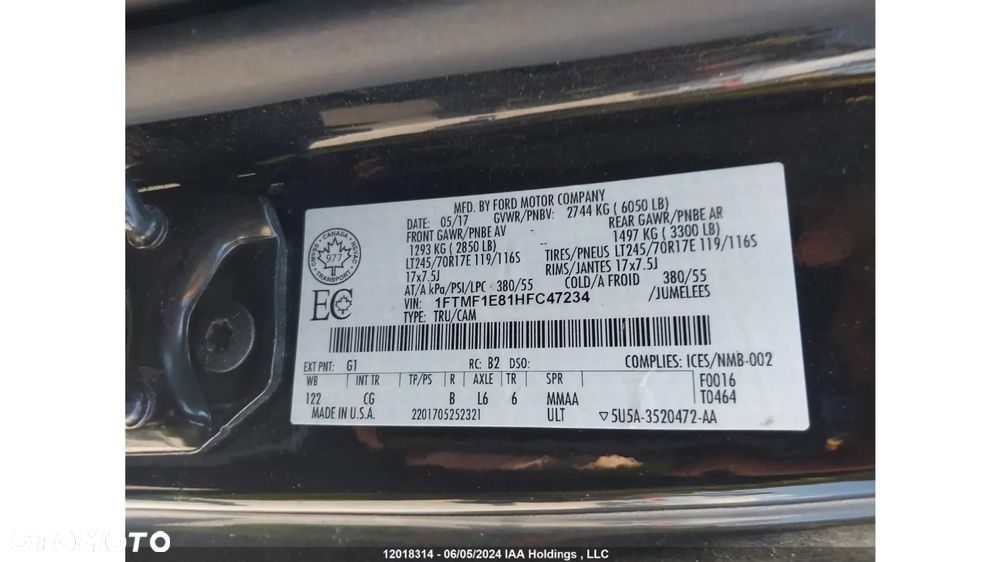 MFD. BY FORD MOTOR COMPANY
DATE: 05/17 GVWR/PNBV: 2744 KG ( 6050 LB)
FRONT GAWR/PNBE AV -- REAR GAWR/PNBE AR
1293 KG ( 2850 LB) -- 1497 KG ( 3300 LB)
LT245/70R17E 119/116S TIRES/PNEUS LT245/70R17E 119/116S
17x7.5J RIMS/JANTES 17x7.5J
AT/A kPa/PSI/LPC 380/55 COLD/A FROID 380/55
VIN: 1FTMF1E81HFC47234 /JUMELEES
TYPE: TRU/CAM
CANADA
977
TRANSPORT
EC
EXT PNT: G1 RC: B2 DSO: COMPLIES: ICES/NMB-002
WB INT TR TP/PS R AXLE TR SPR F0016
122 CG B L6 6 MMAA T0464
MADE IN U.S.A. 2201705252321 ULT ▽5U5A-3520472-AA
OTOMOTO
12018314 - 06/05/2024 IAA Holdings , LLC